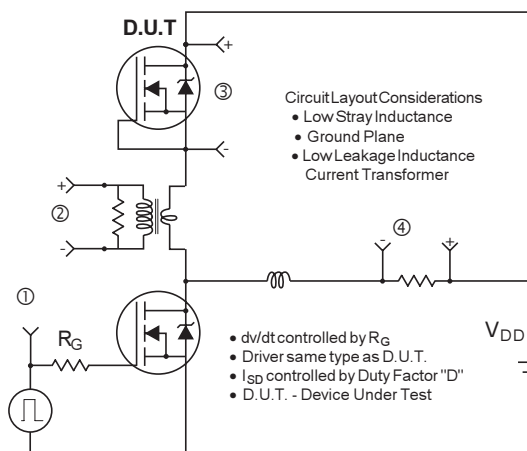 D.U.T
+
③
-
Circuit Layout Considerations
• Low Stray Inductance
• Ground Plane
• Low Leakage Inductance
Current Transformer
+
②
-
④
- +
①
RG
VDD
• dv/dt controlled by RG
• Driver same type as D.U.T.
• ISD controlled by Duty Factor "D"
• D.U.T. - Device Under Test